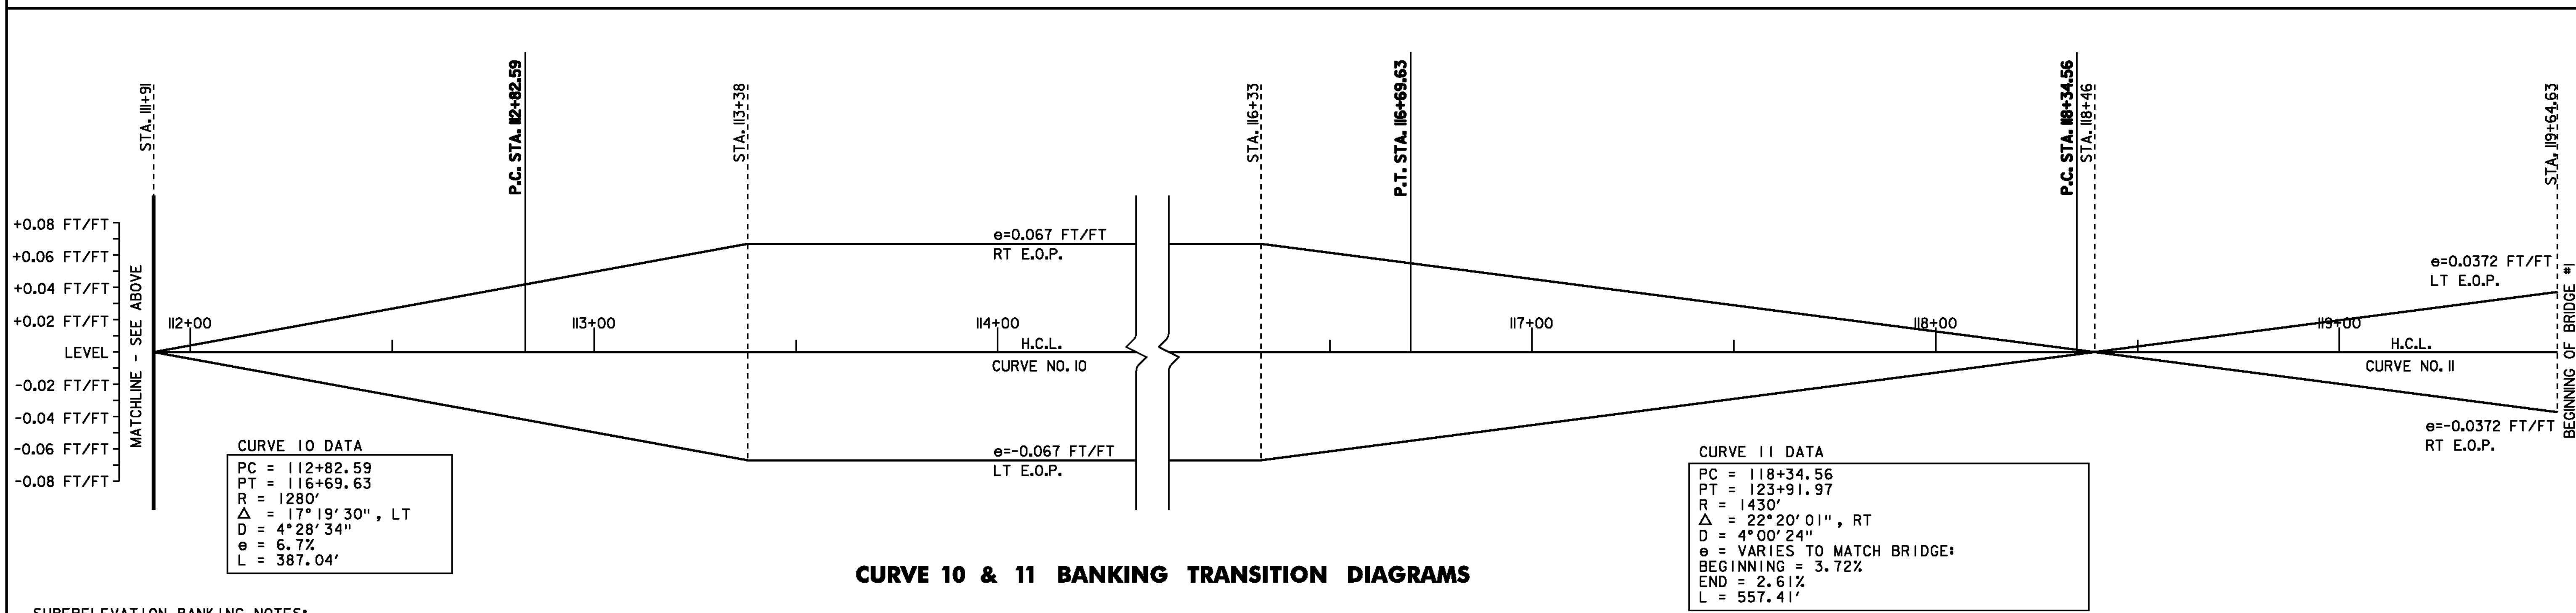 STA. 111+91
P.C. STA. 112+82.59
STA. 113+38
STA. 116+33
P.T. STA. 116+69.63
P.C. STA. 118+34.56
STA. 118+46
STA. 119+64.63
+0.08 FT/FT
+0.06 FT/FT
+0.04 FT/FT
+0.02 FT/FT
LEVEL
-0.02 FT/FT
-0.04 FT/FT
-0.06 FT/FT
-0.08 FT/FT
MATCHLINE - SEE ABOVE
112+00
113+00
114+00
117+00
118+00
119+00
e=0.067 FT/FT
RT E.O.P.
H.C.L.
CURVE NO. 10
e=-0.067 FT/FT
LT E.O.P.
e=0.0372 FT/FT
LT E.O.P.
H.C.L.
CURVE NO. 11
e=-0.0372 FT/FT
RT E.O.P.
BEGINNING OF BRIDGE #1
CURVE 10 DATA
PC = 112+82.59
PT = 116+69.63
R = 1280'
△ = 17°19'30", LT
D = 4°28'34"
e = 6.7%
L = 387.04'
CURVE 11 DATA
PC = 118+34.56
PT = 123+91.97
R = 1430'
△ = 22°20'01", RT
D = 4°00'24"
e = VARIES TO MATCH BRIDGE:
BEGINNING = 3.72%
END = 2.61%
L = 557.41'
CURVE 10 & 11 BANKING TRANSITION DIAGRAMS
SUPERELEVATION BANKING NOTES: